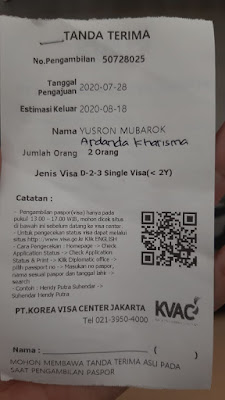 TANDA TERIMA
No.Pengambilan 50728025
Tanggal Pengajuan 2020-07-28
Estimasi Keluar 2020-08-18
Nama YUSRON MUBAROK
Ardanda Kharisma
Jumlah Orang 2 Orang
Jenis Visa D-2-3 Single Visa(< 2Y)
Catatan :
- Pengambilan paspor(visa) hanya pada
pukul 13.00 - 17.00 WIB, mohon dicek situs
di bawah ini sebelum datang ke visa center
- Untuk pengecekan status visa dapat melalui
situs http://www.visa.go.kr Klik ENGLISH
- Cara Pengecekan : Homepage -> Check
Application Status -> Check Application
Status & Print -> Klik Diplomatic office ->
pilih passport no -> Masukan no paspor,
nama sesuai paspor dan tanggal lahir ->
search
-Contoh : Hendy Putra Suhendar ->
Suhendar Hendy Putra
KVAC
PT.KOREA VISA CENTER JAKARTA
Tel 021-3950-4000
Nama : ( )
MOHON MEMBAWA TANDA TERIMA ASLI PADA
SAAT PENGAMBILAN PASPOR